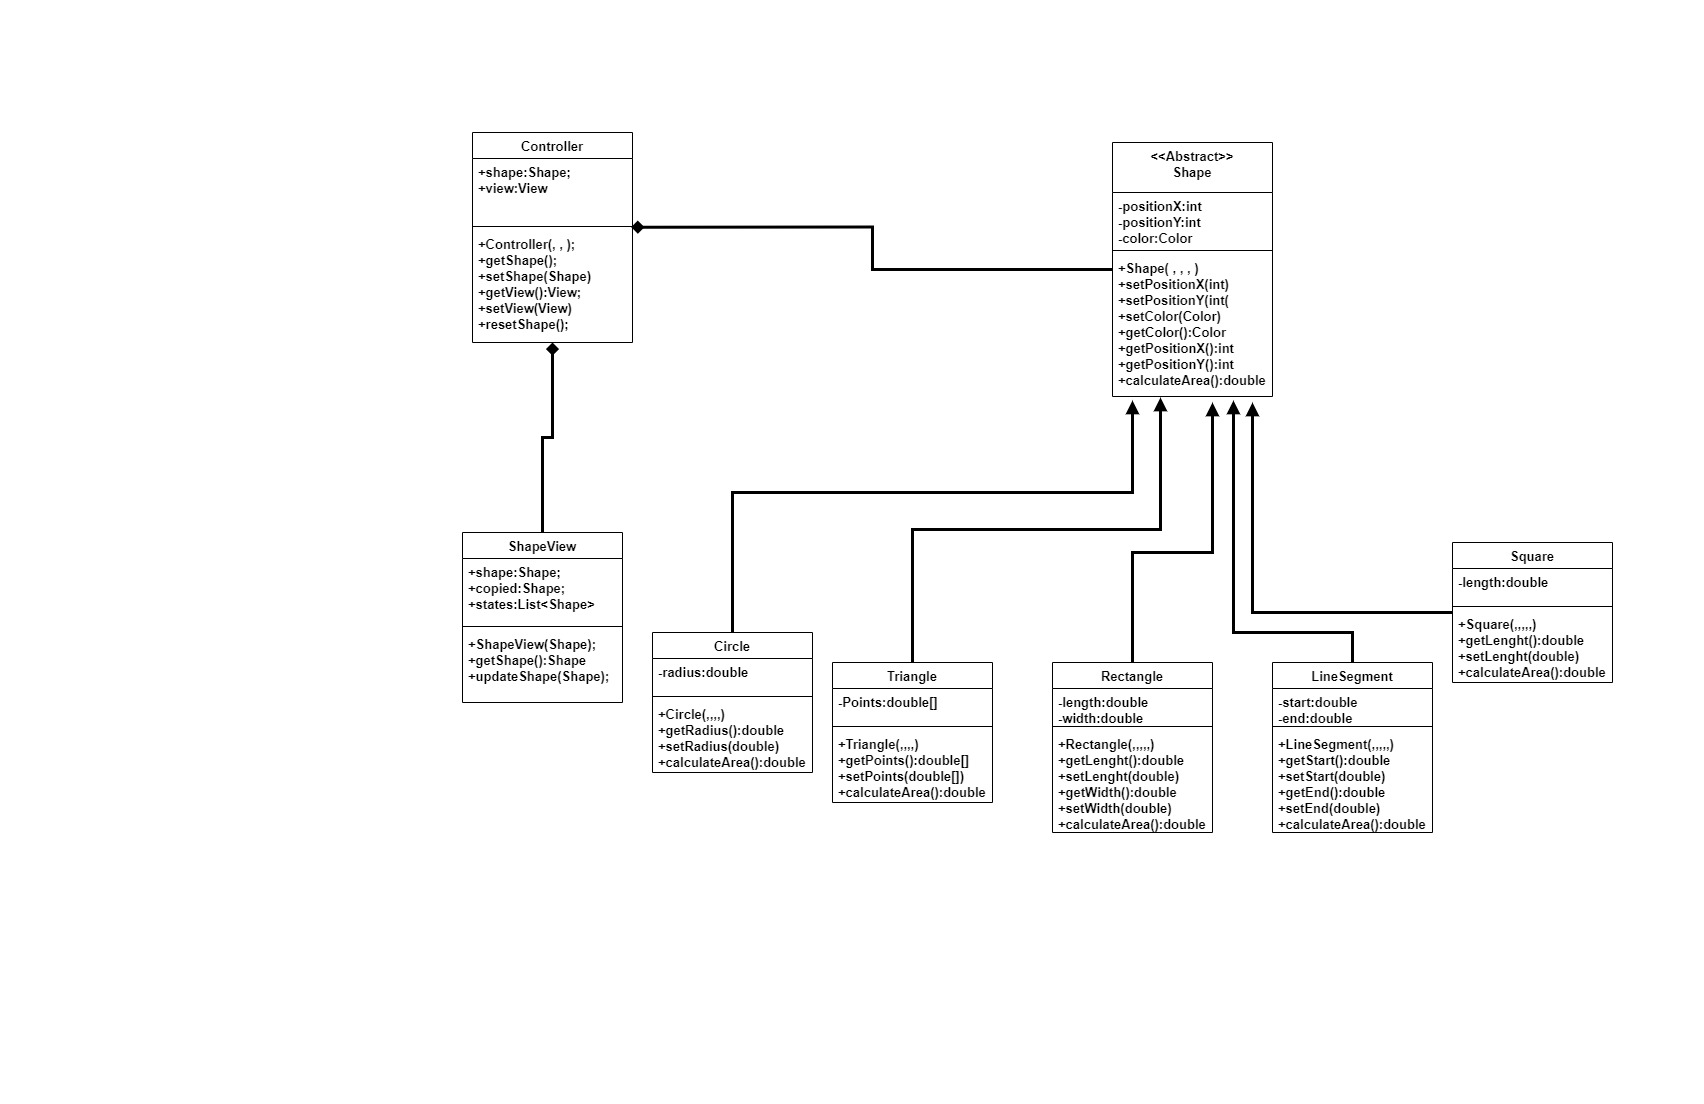 Controller
+shape:Shape;
+view:View
+Controller(, , );
+getShape();
+setShape(Shape)
+getView():View;
+setView(View)
+resetShape();
<<Abstract>>
Shape
-positionX:int
-positionY:int
-color:Color
+Shape( , , , )
+setPositionX(int)
+setPositionY(int(
+setColor(Color)
+getColor():Color
+getPositionX():int
+getPositionY():int
+calculateArea():double
ShapeView
+shape:Shape;
+copied:Shape;
+states:List<Shape>
+ShapeView(Shape);
+getShape():Shape
+updateShape(Shape);
Circle
-radius:double
+Circle(,,,,)
+getRadius():double
+setRadius(double)
+calculateArea():double
Triangle
-Points:double[]
+Triangle(,,,,)
+getPoints():double[]
+setPoints(double[])
+calculateArea():double
Rectangle
-length:double
-width:double
+Rectangle(,,,,,)
+getLenght():double
+setLenght(double)
+getWidth():double
+setWidth(double)
+calculateArea():double
LineSegment
-start:double
-end:double
+LineSegment(,,,,,)
+getStart():double
+setStart(double)
+getEnd():double
+setEnd(double)
+calculateArea():double
Square
-length:double
+Square(,,,,,)
+getLenght():double
+setLenght(double)
+calculateArea():double